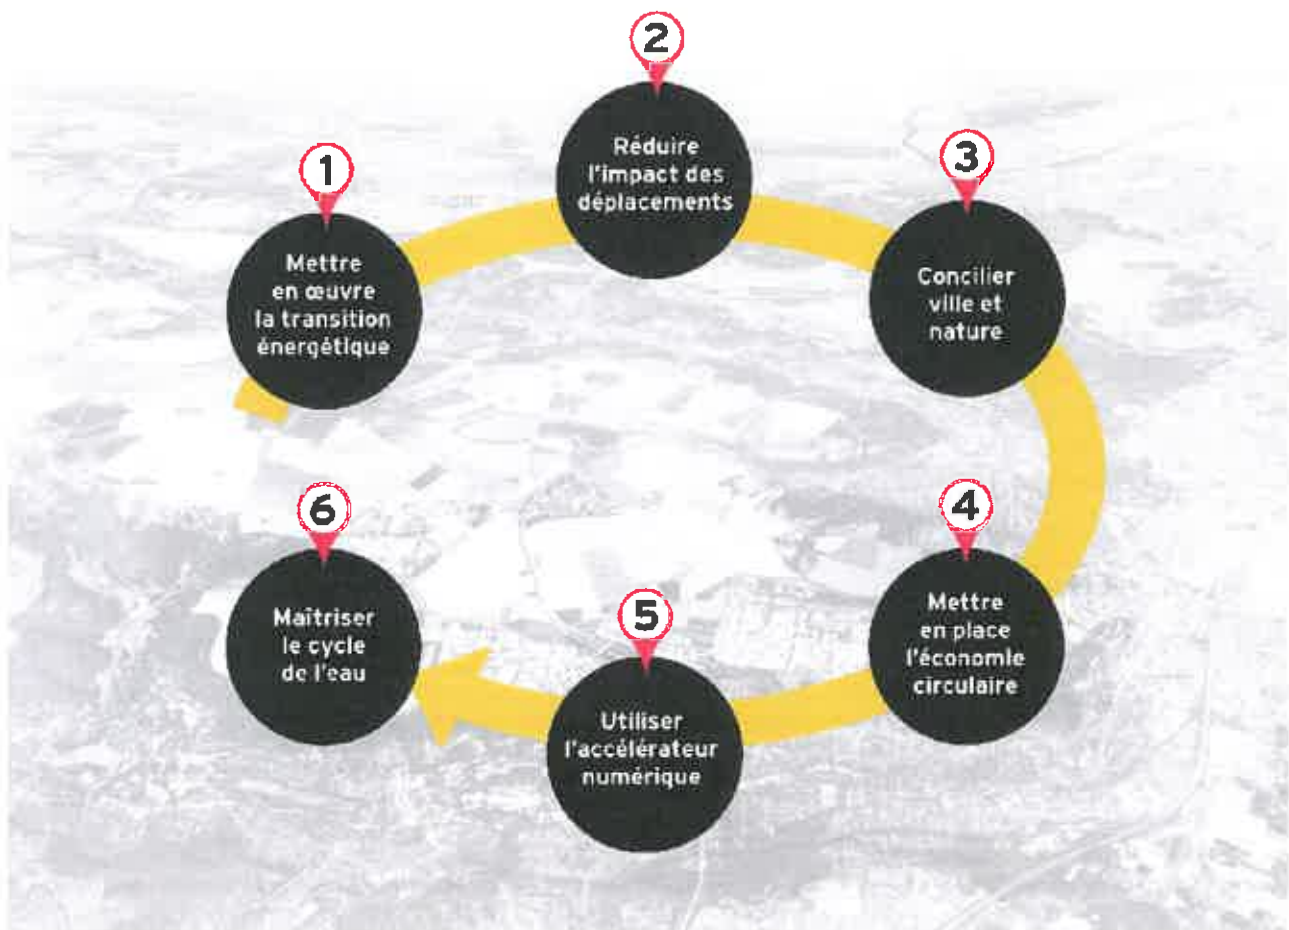 1
Mettre
en œuvre
la transition
énergétique
2
Réduire
l'impact des
déplacements
3
Concilier
ville et
nature
4
Mettre
en place
l'économie
circulaire
5
Utiliser
l'accélérateur
numérique
6
Maîtriser
le cycle
de l'eau